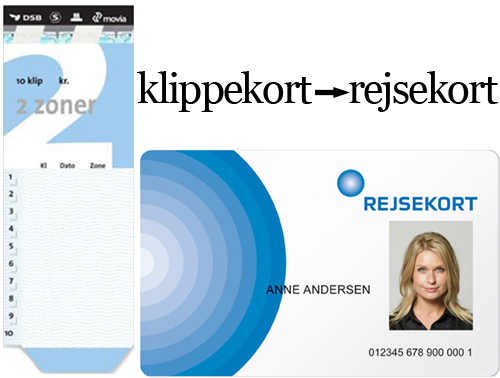 DSB S M movia
10 klip kr.
2
2 zoner
Kl Dato Zone
1
2
3
4
5
6
7
8
9
10
klippekort→rejsekort
REJSEKORT
ANNE ANDERSEN
012345 678 900 000 1